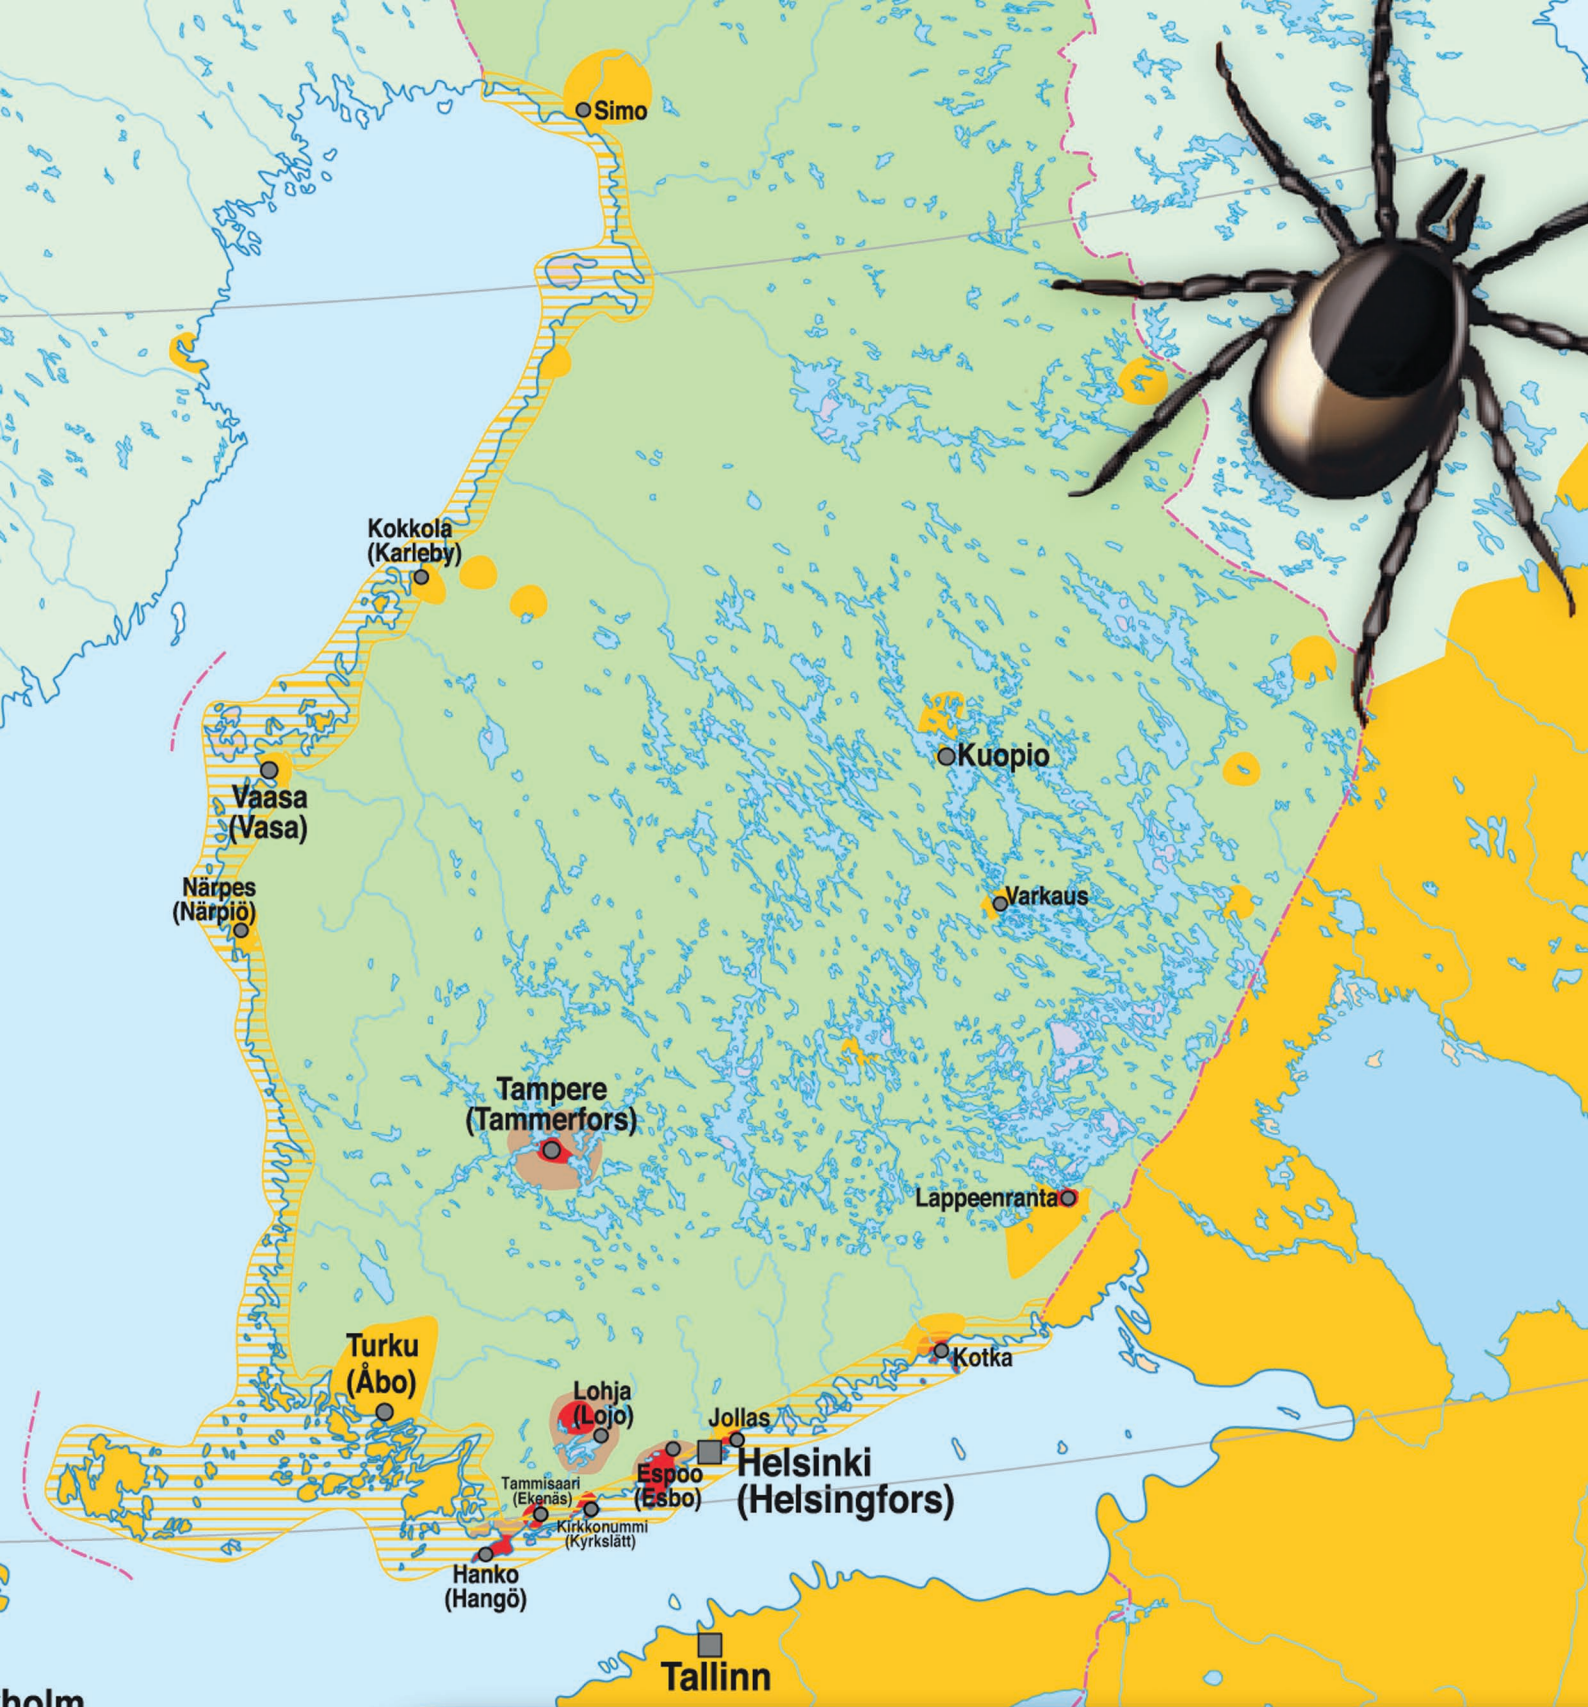 Simo
Kokkola
(Karleby)
Kuopio
Vaasa
(Vasa)
Närpes
(Närpiö)
Varkaus
Tampere
(Tammerfors)
Lappeenranta
Turku
(Åbo)
Kotka
Lohja
(Lojo)
Jollas
Helsinki
(Helsingfors)
Espoo
(Esbo)
Tammisaari
(Ekenäs)
Kirkkonummi
(Kyrkslätt)
Hanko
(Hangö)
Tallinn
holm